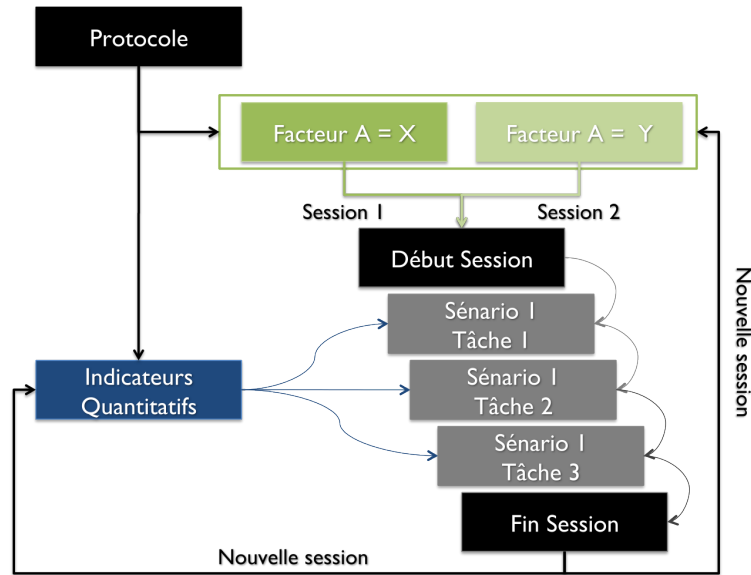 Protocole
Facteur A = X
Facteur A = Y
Session 1
Session 2
Début Session
Sénario 1
Tâche 1
Indicateurs
Quantitatifs
Sénario 1
Tâche 2
Sénario 1
Tâche 3
Fin Session
Nouvelle session
Nouvelle session